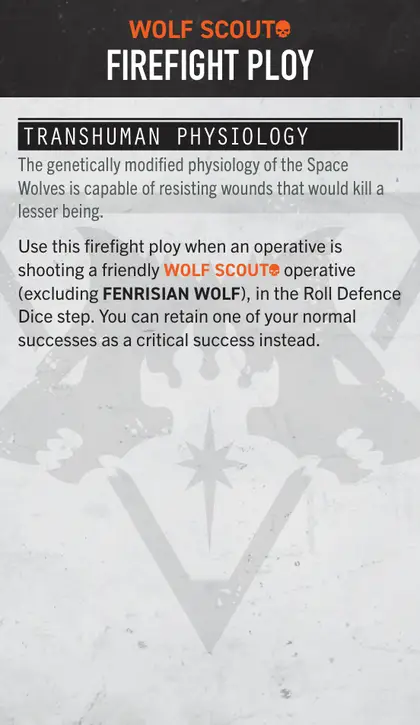 WOLF SCOUT
FIREFIGHT PLOY
TRANSHUMAN PHYSIOLOGY
The genetically modified physiology of the Space
Wolves is capable of resisting wounds that would kill a
lesser being.
Use this firefight ploy when an operative is
shooting a friendly WOLF SCOUT operative
(excluding FENRISIAN WOLF), in the Roll Defence
Dice step. You can retain one of your normal
successes as a critical success instead.